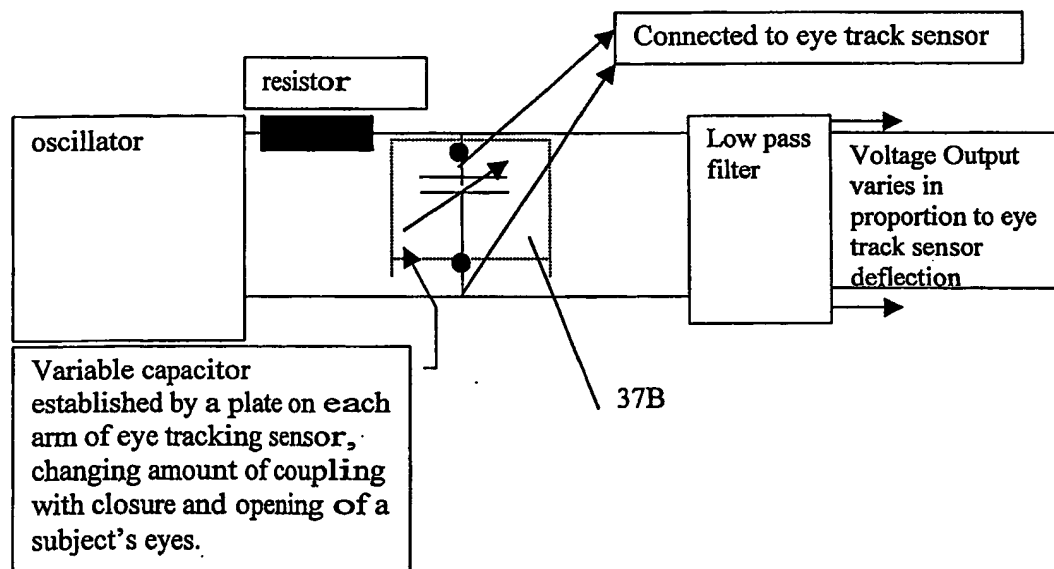 Connected to eye track sensor
resistor
oscillator
Low pass
filter
Voltage Output
varies in
proportion to eye
track sensor
deflection
37B
Variable capacitor
established by a plate on each
arm of eye tracking sensor,
changing amount of coupling
with closure and opening of a
subject's eyes.